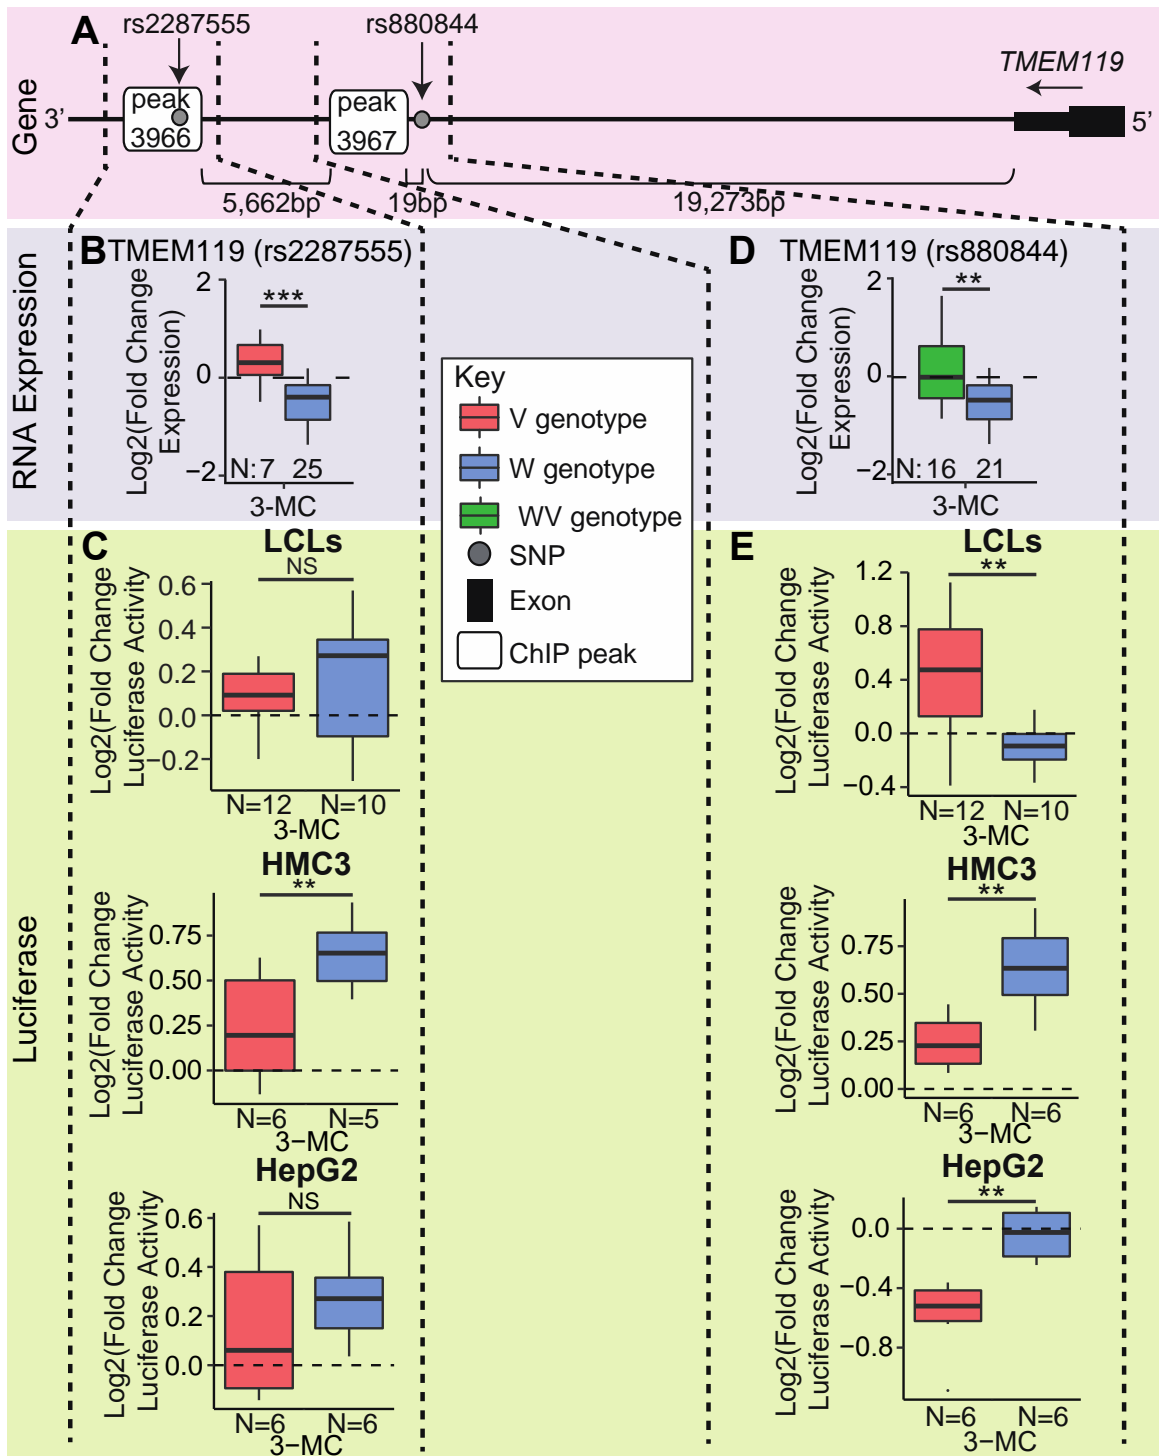 A
rs2287555
rs880844
TMEM119
Gene
3'
peak
3966
peak
3967
5'
5,662bp
19bp
19,273bp
RNA Expression
B
TMEM119 (rs2287555)
Log2(Fold Change
Expression)
2
0
−2
***
N: 7 25
3-MC
D
TMEM119 (rs880844)
Log2(Fold Change
Expression)
2
0
−2
**
N: 16 21
3-MC
Key
V genotype
W genotype
WV genotype
SNP
Exon
ChIP peak
Luciferase
C
LCLs
NS
Log2(Fold Change
Luciferase Activity
0.6
0.4
0.2
0.0
−0.2
N=12 N=10
3-MC
HMC3
**
Log2(Fold Change
Luciferase Activity
0.75
0.50
0.25
0.00
N=6 N=5
3−MC
HepG2
NS
Log2(Fold Change
Luciferase Activity
0.6
0.4
0.2
0.0
N=6 N=6
3−MC
E
LCLs
**
Log2(Fold Change
Luciferase Activity
1.2
0.8
0.4
0.0
−0.4
N=12 N=10
3-MC
HMC3
**
Log2(Fold Change
Luciferase Activity
0.75
0.50
0.25
0.00
N=6 N=6
3−MC
HepG2
**
Log2(Fold Change
Luciferase Activity
0.0
−0.4
−0.8
N=6 N=6
3−MC